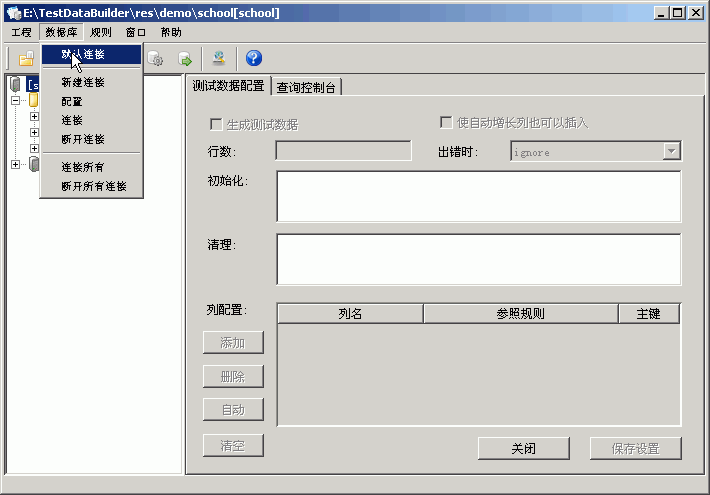 E:\TestDataBuilder\res\demo\school[school]
工程 数据库 规则 窗口 帮助
默认连接
新建连接
配置
连接
断开连接
连接所有
断开所有连接
[s
测试数据配置 查询控制台
生成测试数据 使自动增长列也可以插入
行数: 出错时: ignore
初始化:
清理:
列配置: 列名 参照规则 主键
添加
删除
自动
清空
关闭 保存设置